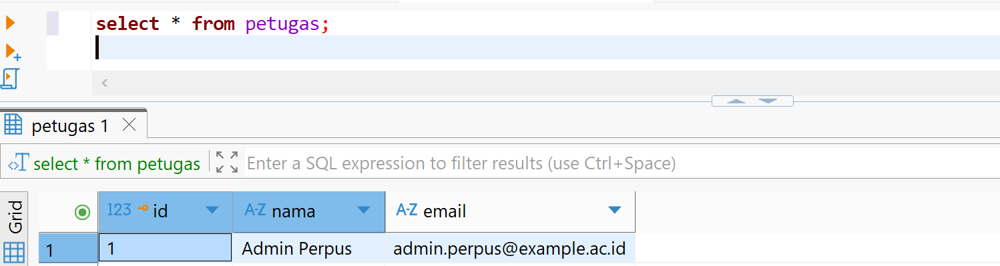 select * from petugas;
petugas 1
select * from petugas Enter a SQL expression to filter results (use Ctrl+Space)
Grid
123 id A-Z nama A-Z email
1 1 Admin Perpus admin.perpus@example.ac.id